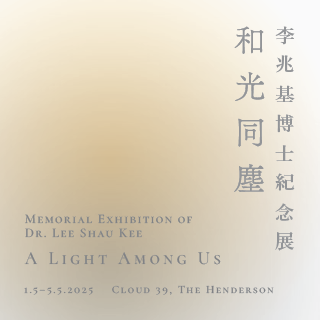 李兆基博士紀念展
和光同塵
Memorial Exhibition of
Dr. Lee Shau Kee
A Light Among Us
1.5–5.5.2025 Cloud 39, The Henderson